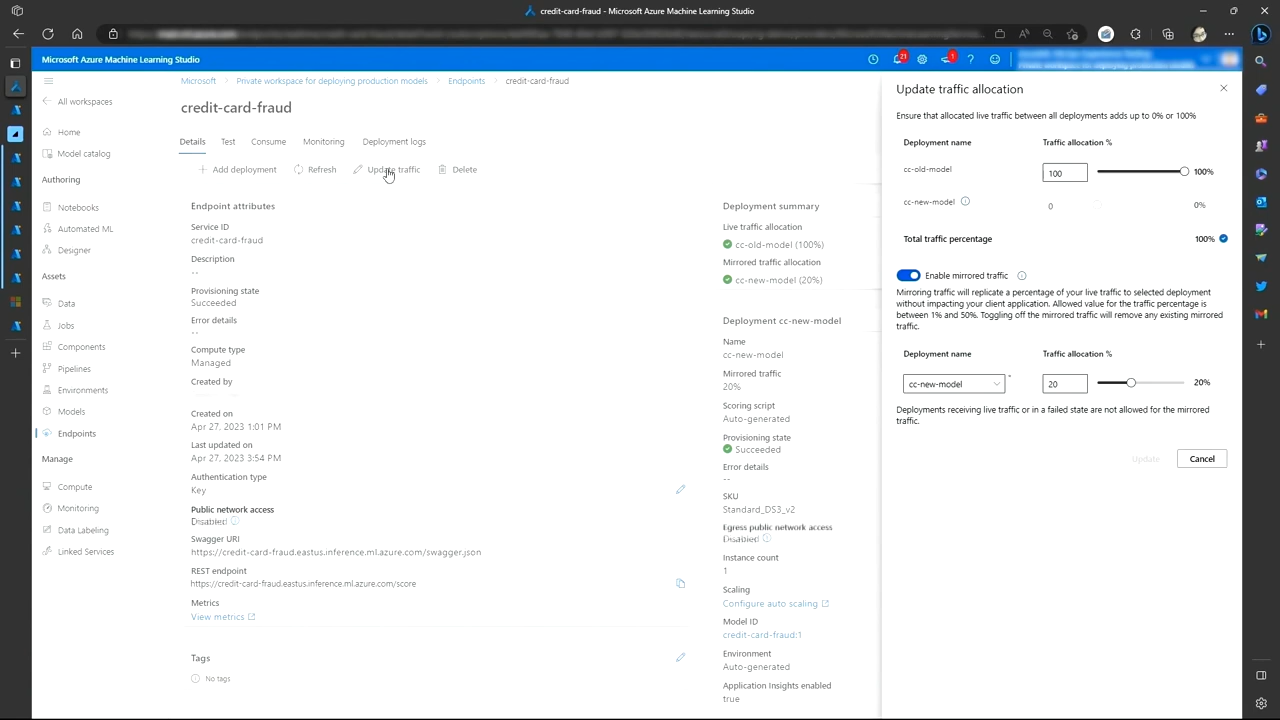 credit-card-fraud - Microsoft Azure Machine Learning Studio
Microsoft Azure Machine Learning Studio
21
1
All workspaces
Home
Model catalog
Authoring
Notebooks
Automated ML
Designer
Assets
Data
Jobs
Components
Pipelines
Environments
Models
Endpoints
Manage
Compute
Monitoring
Data Labeling
Linked Services
Microsoft > Private workspace for deploying production models > Endpoints > credit-card-fraud
credit-card-fraud
Details Test Consume Monitoring Deployment logs
Add deployment Refresh Update traffic Delete
Endpoint attributes
Service ID
credit-card-fraud
Description
--
Provisioning state
Succeeded
Error details
--
Compute type
Managed
Created by
Created on
Apr 27, 2023 1:01 PM
Last updated on
Apr 27, 2023 3:54 PM
Authentication type
Key
Public network access
Disabled
Swagger URI
https://credit-card-fraud.eastus.inference.ml.azure.com/swagger.json
REST endpoint
https://credit-card-fraud.eastus.inference.ml.azure.com/score
Metrics
View metrics
Tags
No tags
Deployment summary
Live traffic allocation
cc-old-model (100%)
Mirrored traffic allocation
cc-new-model (20%)
Deployment cc-new-model
Name
cc-new-model
Mirrored traffic
20%
Scoring script
Auto-generated
Provisioning state
Succeeded
Error details
--
SKU
Standard_DS3_v2
Egress public network access
Disabled
Instance count
1
Scaling
Configure auto scaling
Model ID
credit-card-fraud:1
Environment
Auto-generated
Application Insights enabled
true
Update traffic allocation
Ensure that allocated live traffic between all deployments adds up to 0% or 100%
Deployment name Traffic allocation %
cc-old-model 100 100%
cc-new-model 0 0%
Total traffic percentage 100%
Enable mirrored traffic
Mirroring traffic will replicate a percentage of your live traffic to selected deployment
without impacting your client application. Allowed value for the traffic percentage is
between 1% and 50%. Toggling off the mirrored traffic will remove any existing mirrored
traffic.
Deployment name Traffic allocation %
cc-new-model * 20 20%
Deployments receiving live traffic or in a failed state are not allowed for the mirrored
traffic.
Update Cancel